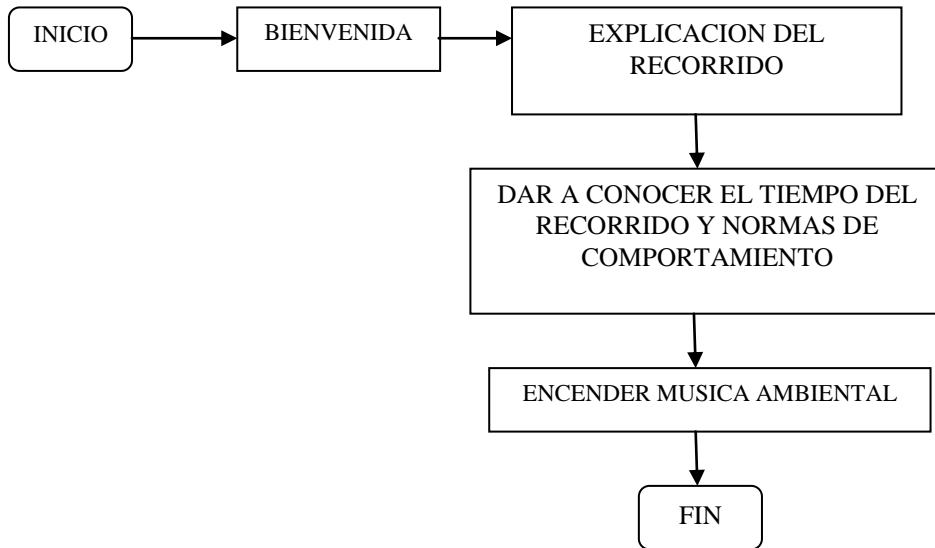 INICIO
BIENVENIDA
EXPLICACION DEL
RECORRIDO
DAR A CONOCER EL TIEMPO DEL
RECORRIDO Y NORMAS DE
COMPORTAMIENTO
ENCENDER MUSICA AMBIENTAL
FIN